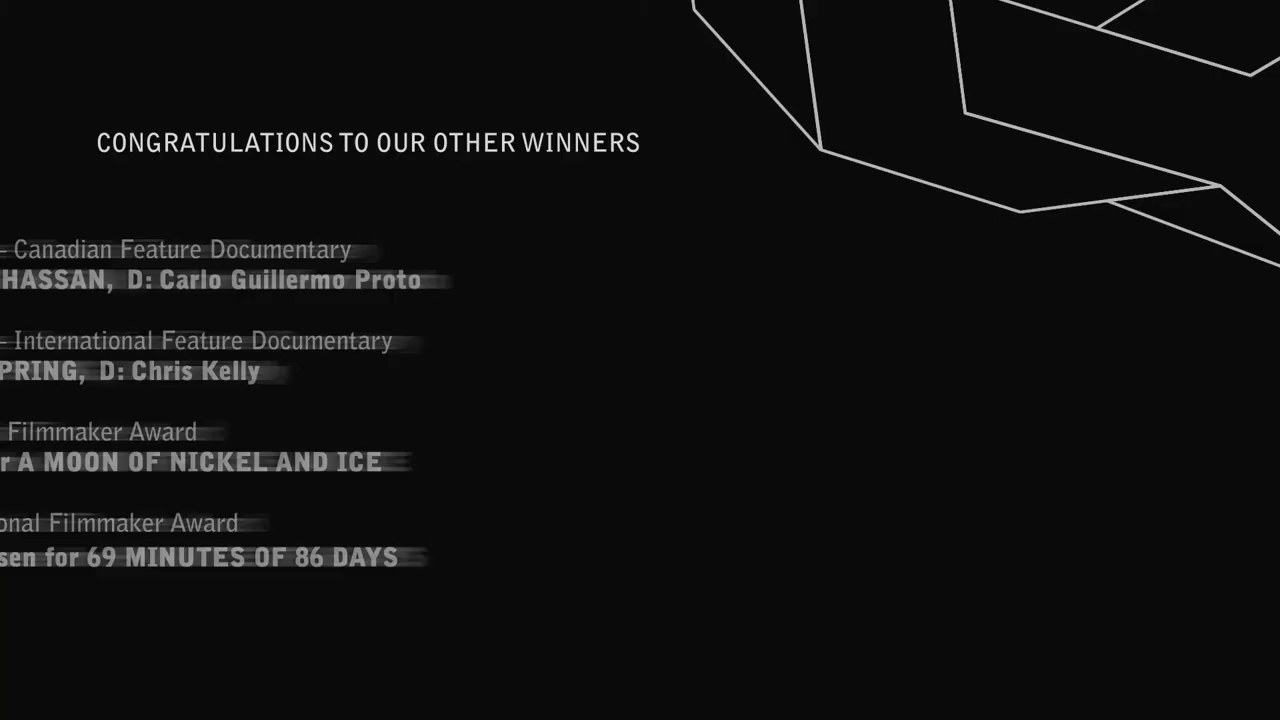 CONGRATULATIONS TO OUR OTHER WINNERS
– Canadian Feature Documentary
HASSAN, D: Carlo Guillermo Proto
– International Feature Documentary
PRING, D: Chris Kelly
Filmmaker Award
r A MOON OF NICKEL AND ICE
onal Filmmaker Award
sen for 69 MINUTES OF 86 DAYS